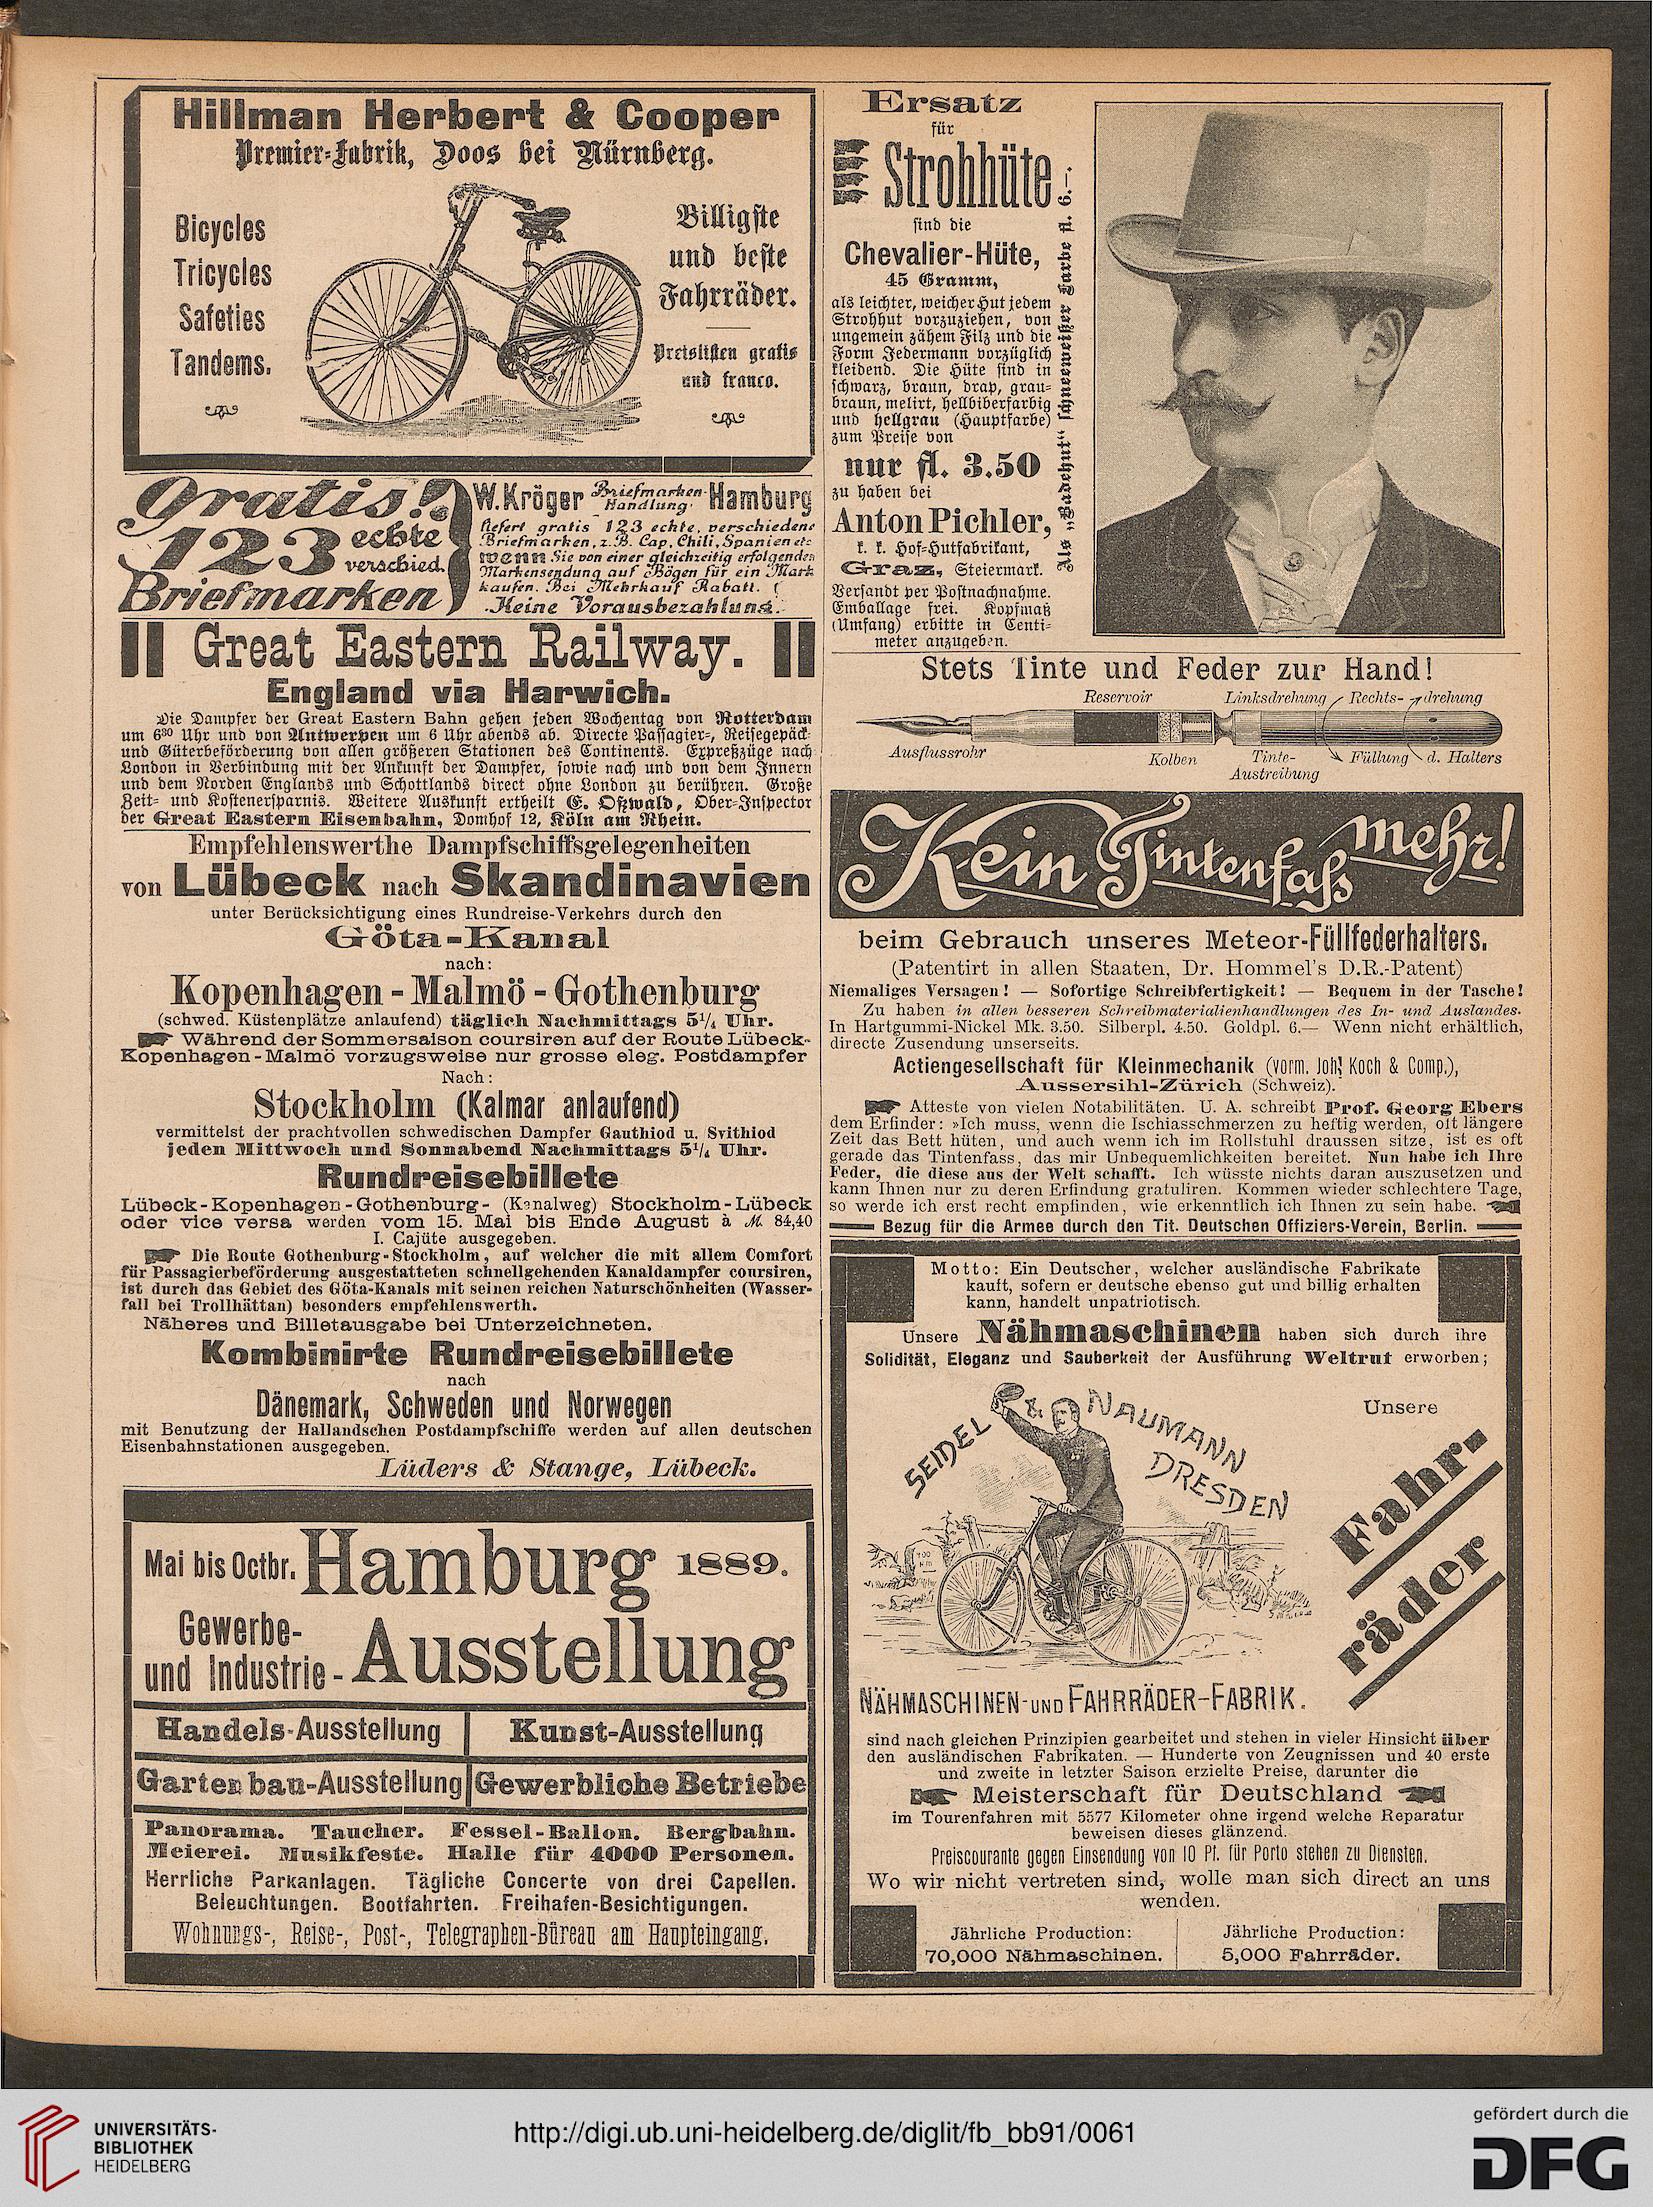 Hillman Herbert & Cooper
Premier-Fabrik, Doos bei Nürnberg.
Bicycles
Tricycles
Safeties
Tandems.
Billigste
und beste
Fahrräder.
Preislisten gratis
und franco.
Gratis!
123 echte
verschied.
Briefmarken
W. Kröger Briefmarken-Handlung. Hamburg
liefert gratis 123 echte, verschiedene
Briefmarken, z. B. Cap, Chili, Spanien etc
wenn Sie von einer gleichzeitig erfolgenden
Markensendung auf Bögen für ein Mark
kaufen. Bei Mehrkauf Rabatt.
Keine Vorausbezahlung.
Great Eastern Railway.
England via Harwich.
Die Dampfer der Great Eastern Bahn gehen jeden Wochentag von Rotterdam
um 6³⁰ Uhr und von Antwerpen um 6 Uhr abends ab. Directe Passagier-, Reisegepäck-
und Güterbeförderung von allen größeren Stationen des Continents. Expreßzüge nach
London in Verbindung mit der Ankunft der Dampfer, sowie nach und von dem Innern
und dem Norden Englands und Schottlands direct ohne London zu berühren. Große
Zeit- und Kostenersparnis. Weitere Auskunft ertheilt E. Oßwald, Ober-Inspector
der Great Eastern Eisenbahn, Domhof 12, Köln am Rhein.
Empfehlenswerthe Dampfschiffsgelegenheiten
von Lübeck nach Skandinavien
unter Berücksichtigung eines Rundreise-Verkehrs durch den
Göta-Kanal
nach:
Kopenhagen - Malmö - Gothenburg
(schwed. Küstenplätze anlaufend) täglich Nachmittags 5¹/₄ Uhr.
Während der Sommersaison coursiren auf der Route Lübeck-
Kopenhagen-Malmö vorzugsweise nur grosse eleg. Postdampfer
Nach:
Stockholm (Kalmar anlaufend)
vermittelst der prachtvollen schwedischen Dampfer Gauthiod u. Svithiod
jeden Mittwoch und Sonnabend Nachmittags 5¹/₄ Uhr.
Rundreisebillete
Lübeck-Kopenhagen-Gothenburg- (Kanalweg) Stockholm-Lübeck
oder vice versa werden vom 15. Mai bis Ende August à M. 84,40
I. Cajüte ausgegeben.
Die Route Gothenburg-Stockholm, auf welcher die mit allem Comfort
für Passagierbeförderung ausgestatteten schnellgehenden Kanaldampfer coursiren,
ist durch das Gebiet des Göta-Kanals mit seinen reichen Naturschönheiten (Wasser-
fall bei Trollhättan) besonders empfehlenswerth.
Näheres und Billetausgabe bei Unterzeichneten.
Kombinirte Rundreisebillete
nach
Dänemark, Schweden und Norwegen
mit Benutzung der Hallandschen Postdampfschiffe werden auf allen deutschen
Eisenbahnstationen ausgegeben.
Lüders & Stange, Lübeck.
Mai bis Octbr. Hamburg 1889.
Gewerbe-
und Industrie- Ausstellung
Handels-Ausstellung | Kunst-Ausstellung
Gartenbau-Ausstellung | Gewerbliche Betriebe
Panorama. Taucher. Fessel-Ballon. Bergbahn.
Meierei. Musikfeste. Halle für 4000 Personen.
Herrliche Parkanlagen. Tägliche Concerte von drei Capellen.
Beleuchtungen. Bootfahrten. Freihafen-Besichtigungen.
Wohnungs-, Reise-, Post-, Telegraphen-Büreau am Haupteingang.
Ersatz
für
Strohhüte
sind die
Chevalier-Hüte,
45 Gramm,
als leichter, weicher Hut jedem
Strohhut vorzuziehen, von
ungemein zähem Filz und die
Form Jedermann vorzüglich
kleidend. Die Hüte sind in
schwarz, braun, drap, grau-
braun, melirt, hellbiberfarbig
und hellgrau (Hauptfarbe)
zum Preise von
nur fl. 3.50
zu haben bei
Anton Pichler,
k. k. Hof-Hutfabrikant,
Graz, Steiermark.
Versandt per Postnachnahme.
Emballage frei. Kopfmaß
(Umfang) erbitte in Centi-
meter anzugeben.
Als „Badehut“ schneeweißer Farbe fl. 6.—.
Stets Tinte und Feder zur Hand!
Reservoir Linksdrehung Rechts-drehung
Ausflussrohr Kolben Tinte- Füllung d. Halters
Austreibung
Kein Tintenfass mehr!
beim Gebrauch unseres Meteor-Füllfederhalters.
(Patentirt in allen Staaten, Dr. Hommel's D.R.-Patent)
Niemaliges Versagen! — Sofortige Schreibfertigkeit! — Bequem in der Tasche!
Zu haben in allen besseren Schreibmaterialienhandlungen des In- und Auslandes.
In Hartgummi-Nickel Mk. 3.50. Silberpl. 4.50. Goldpl. 6.— Wenn nicht erhältlich,
directe Zusendung unserseits.
Actiengesellschaft für Kleinmechanik (vorm. Joh. Koch & Comp.),
Aussersihl-Zürich (Schweiz).
Atteste von vielen Notabilitäten. U. A. schreibt Prof. Georg Ebers
dem Erfinder: »Ich muss, wenn die Ischiasschmerzen zu heftig werden, oft längere
Zeit das Bett hüten, und auch wenn ich im Rollstuhl draussen sitze, ist es oft
gerade das Tintenfass, das mir Unbequemlichkeiten bereitet. Nun habe ich Ihre
Feder, die diese aus der Welt schafft. Ich wüsste nichts daran auszusetzen und
kann Ihnen nur zu deren Erfindung gratuliren. Kommen wieder schlechtere Tage,
so werde ich erst recht empfinden, wie erkenntlich ich Ihnen zu sein habe.
Bezug für die Armee durch den Tit. Deutschen Offiziers-Verein, Berlin.
Motto: Ein Deutscher, welcher ausländische Fabrikate
kauft, sofern er deutsche ebenso gut und billig erhalten
kann, handelt unpatriotisch.
Unsere Nähmaschinen haben sich durch ihre
Solidität, Eleganz und Sauberkeit der Ausführung Weltruf erworben;
SEIDEL & NAUMANN
DRESDEN
100
Km
Unsere
Fahr-
räder
NÄHMASCHINEN- UND FAHRRÄDER-FABRIK.
sind nach gleichen Prinzipien gearbeitet und stehen in vieler Hinsicht über
den ausländischen Fabrikaten. — Hunderte von Zeugnissen und 40 erste
und zweite in letzter Saison erzielte Preise, darunter die
Meisterschaft für Deutschland
im Tourenfahren mit 5577 Kilometer ohne irgend welche Reparatur
beweisen dieses glänzend.
Preiscourante gegen Einsendung von 10 Pf. für Porto stehen zu Diensten.
Wo wir nicht vertreten sind, wolle man sich direct an uns
wenden.
Jährliche Production:
70,000 Nähmaschinen.
Jährliche Production:
5,000 Fahrräder.
UNIVERSITÄTS-
BIBLIOTHEK
HEIDELBERG
http://digi.ub.uni-heidelberg.de/diglit/fb_bb91/0061
gefördert durch die
DFG